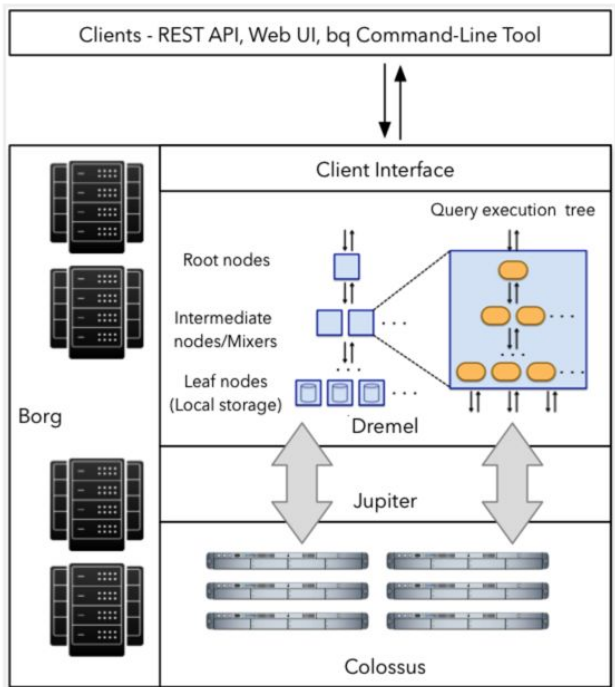 Clients - REST API, Web UI, bq Command-Line Tool
Client Interface
Query execution tree
Root nodes
Intermediate
nodes/Mixers
Leaf nodes
(Local storage)
Borg
Dremel
Jupiter
Colossus